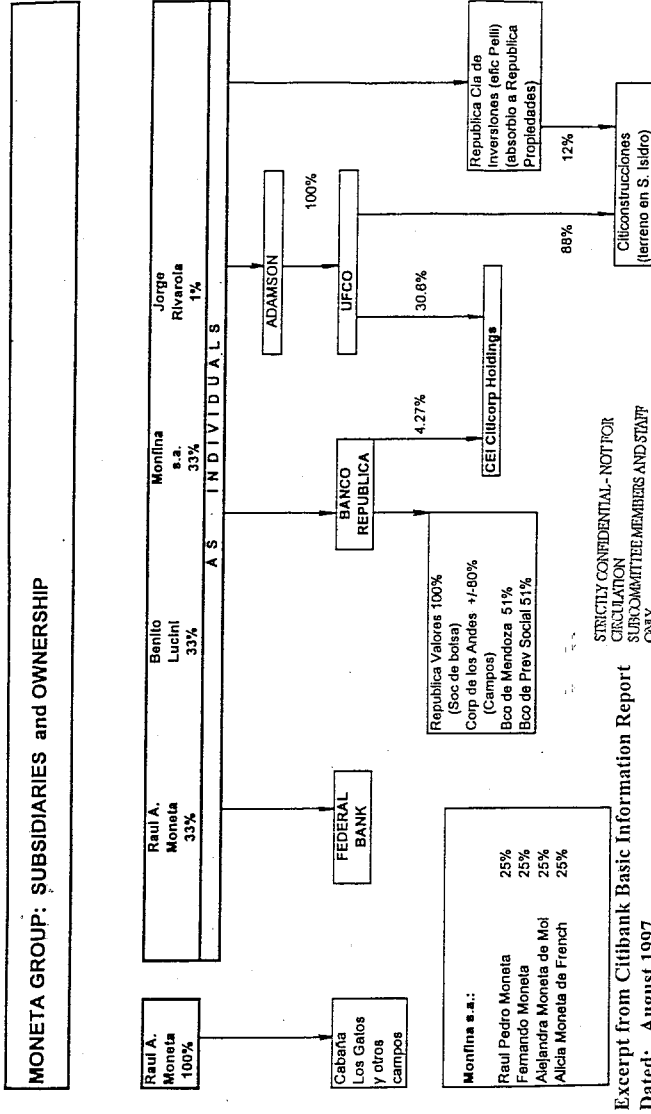 MONETA GROUP: SUBSIDIARIES and OWNERSHIP
Raul A.
Moneta
100%
Raul A.
Moneta
33%
Benito
Lucini
33%
Monfina
s.a.
33%
Jorge
Rivarola
1%
A S   I N D I V I D U A L S
Cabaña
Los Gatos
y otros
campos
FEDERAL
BANK
BANCO
REPUBLICA
ADAMSON
100%
UFCO
Republica Cia de
Inversiones (efic Pelli)
(absorbio a Republica
Propiedades)
4.27%
30.6%
88%
12%
CEI Citicorp Holdings
Citiconstrucciones
(terreno en S. Isidro)
Republica Valores 100%
(Soc de bolsa)
Corp de los Andes +/-80%
(Campos)
Bco de Mendoza 51%
Bco de Prev Social 51%
Monfina s.a.:
Raul Pedro Moneta 25%
Fernando Moneta 25%
Alejandra Moneta de Mol 25%
Alicia Moneta de French 25%
Excerpt from Citibank Basic Information Report
Dated: August 1997
STRICTLY CONFIDENTIAL - NOT FOR
CIRCULATION
SUBCOMMITTEE MEMBERS AND STAFF
ONLY